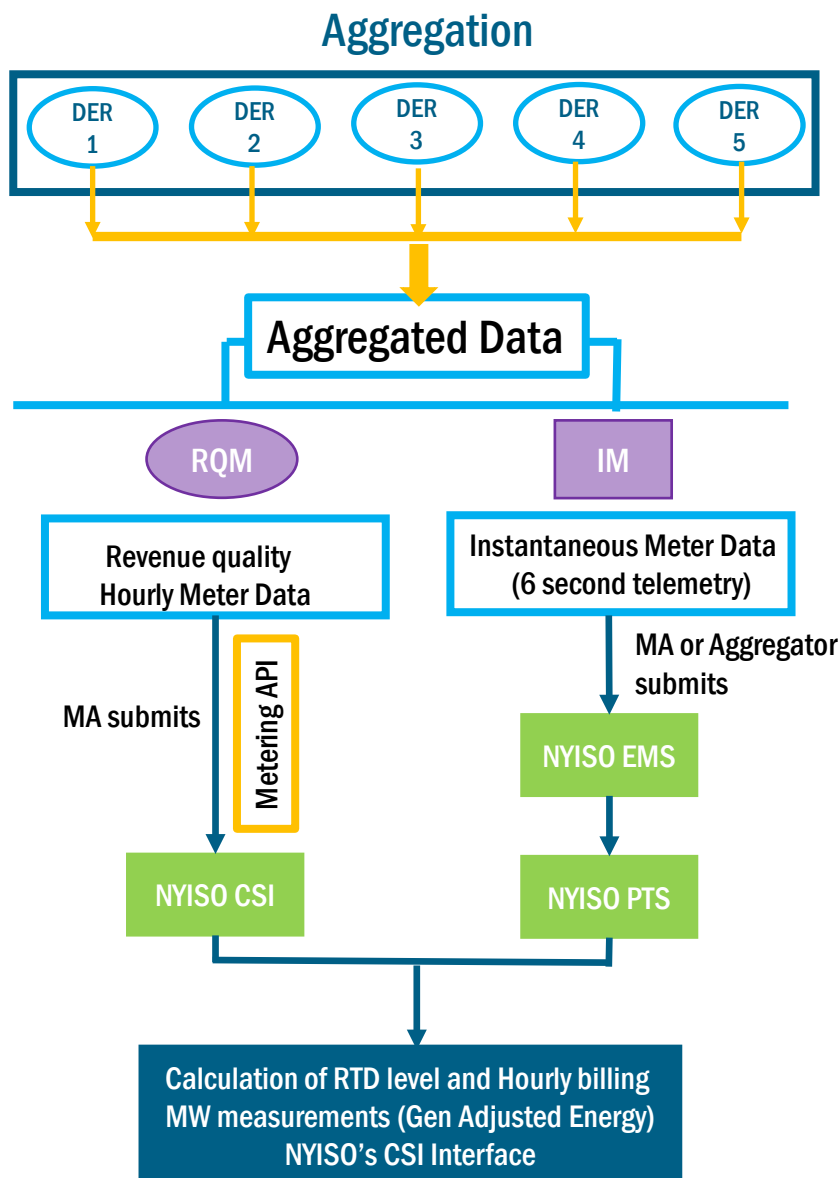 Aggregation
DER
1
DER
2
DER
3
DER
4
DER
5
Aggregated Data
RQM
IM
Revenue quality
Hourly Meter Data
Instantaneous Meter Data
(6 second telemetry)
MA submits
Metering API
MA or Aggregator
submits
NYISO EMS
NYISO CSI
NYISO PTS
Calculation of RTD level and Hourly billing
MW measurements (Gen Adjusted Energy)
NYISO's CSI Interface